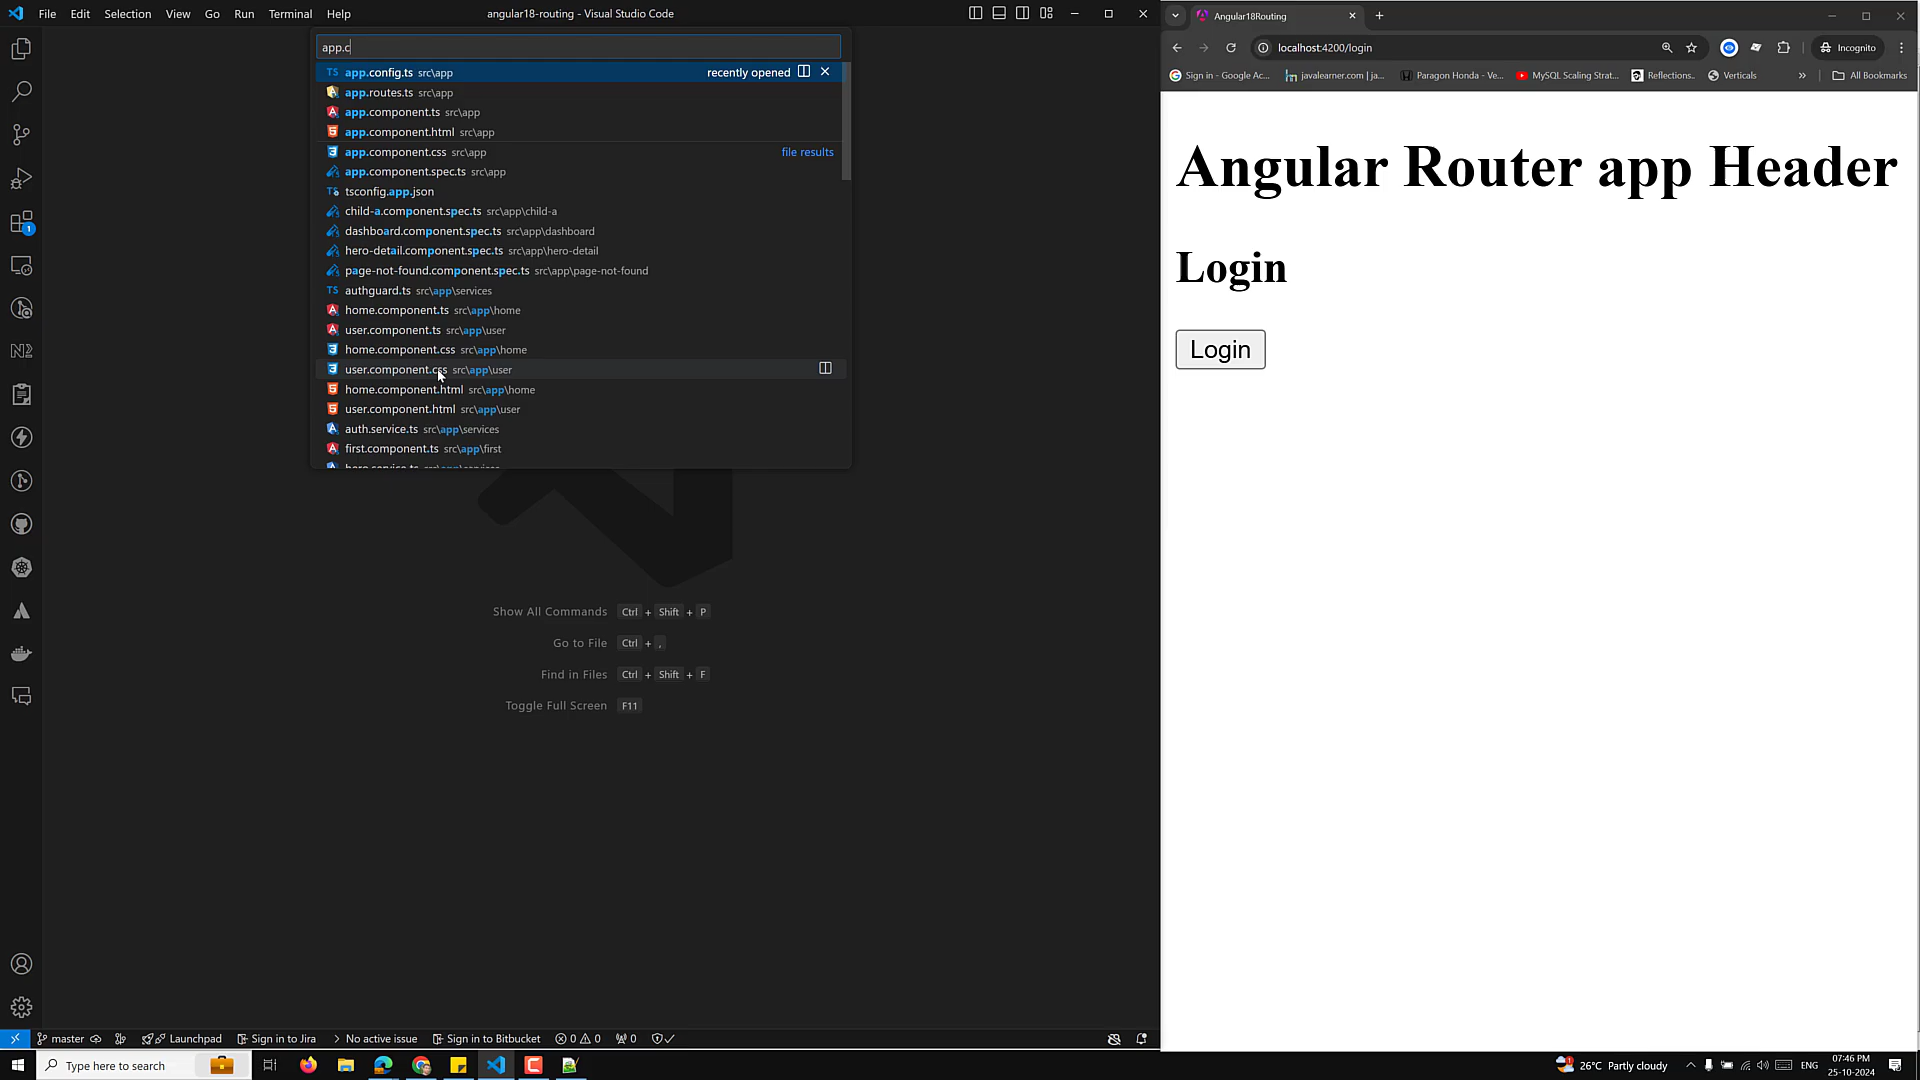 File Edit Selection View Go Run Terminal Help
angular18-routing - Visual Studio Code
app.c
TS app.config.ts src\app recently opened
app.routes.ts src\app
app.component.ts src\app
app.component.html src\app
app.component.css src\app file results
app.component.spec.ts src\app
tsconfig.app.json
child-a.component.spec.ts src\app\child-a
dashboard.component.spec.ts src\app\dashboard
hero-detail.component.spec.ts src\app\hero-detail
page-not-found.component.spec.ts src\app\page-not-found
TS authguard.ts src\app\services
home.component.ts src\app\home
user.component.ts src\app\user
home.component.css src\app\home
user.component.css src\app\user
home.component.html src\app\home
user.component.html src\app\user
auth.service.ts src\app\services
first.component.ts src\app\first
hero.service.ts src\app\services
Show All Commands Ctrl + Shift + P
Go to File Ctrl + ,
Find in Files Ctrl + Shift + F
Toggle Full Screen F11
1
master Launchpad Sign in to Jira No active issue Sign in to Bitbucket 0 0 0
Angular18Routing
localhost:4200/login
Incognito
Sign in - Google Ac... javalearner.com | ja... Paragon Honda - Ve... MySQL Scaling Strat... Reflections.. Verticals » All Bookmarks
Angular Router app Header
Login
Login
Type here to search
26°C Partly cloudy
ENG
07:46 PM
25-10-2024